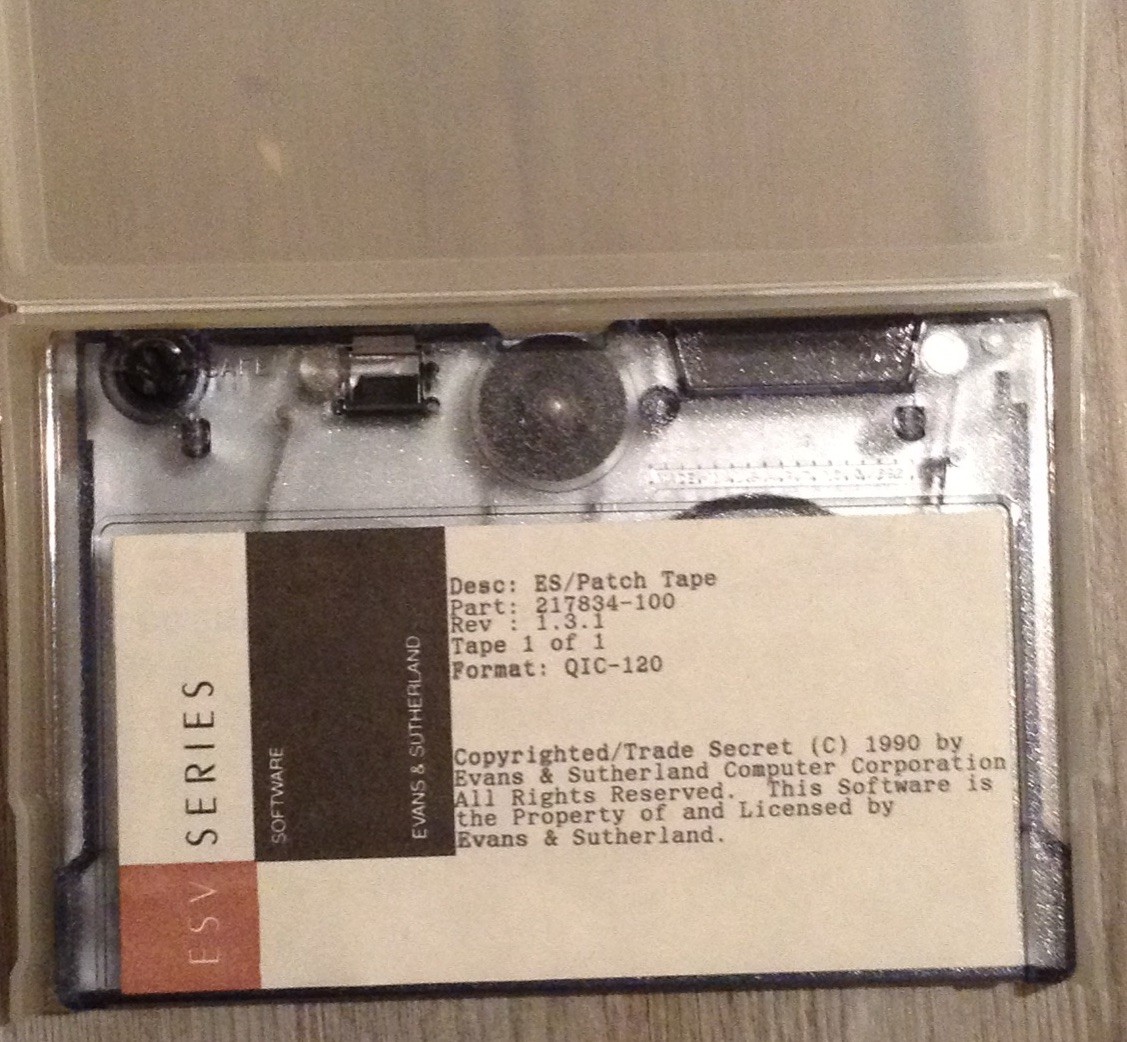 Desc: ES/Patch Tape
Part: 217834-100
Rev : 1.3.1
Tape 1 of 1
Format: QIC-120
Copyrighted/Trade Secret (C) 1990 by
Evans & Sutherland Computer Corporation
All Rights Reserved. This Software is
the Property of and Licensed by
Evans & Sutherland.
ESV SERIES
SOFTWARE
EVANS & SUTHERLAND